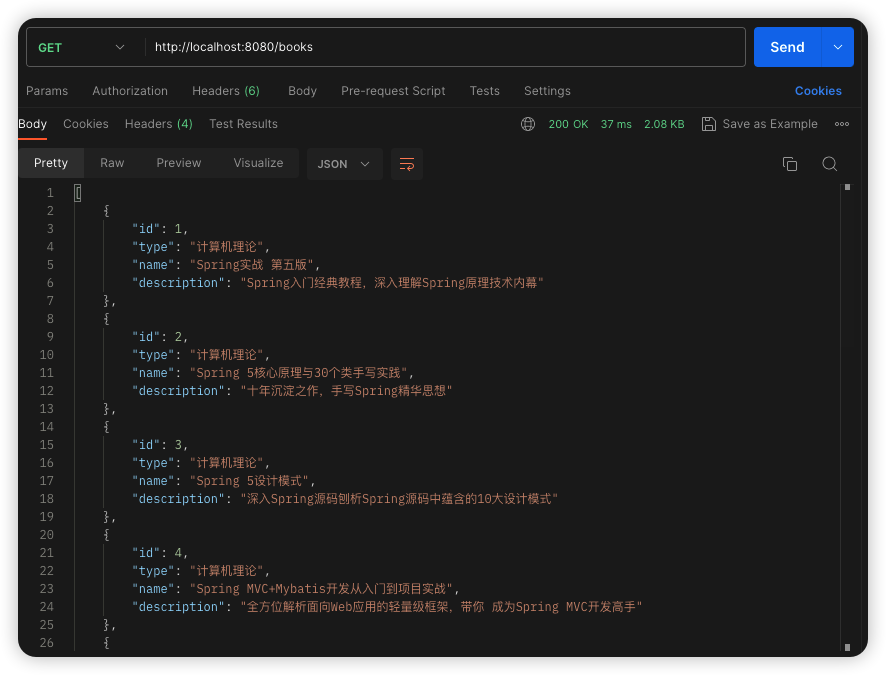 GET http://localhost:8080/books Send
Params Authorization Headers (6) Body Pre-request Script Tests Settings Cookies
Body Cookies Headers (4) Test Results 200 OK 37 ms 2.08 KB Save as Example
Pretty Raw Preview Visualize JSON
1 [
2 {
3 "id": 1,
4 "type": "计算机理论",
5 "name": "Spring实战 第五版",
6 "description": "Spring入门经典教程，深入理解Spring原理技术内幕"
7 },
8 {
9 "id": 2,
10 "type": "计算机理论",
11 "name": "Spring 5核心原理与30个类手写实践",
12 "description": "十年沉淀之作，手写Spring精华思想"
13 },
14 {
15 "id": 3,
16 "type": "计算机理论",
17 "name": "Spring 5设计模式",
18 "description": "深入Spring源码刨析Spring源码中蕴含的10大设计模式"
19 },
20 {
21 "id": 4,
22 "type": "计算机理论",
23 "name": "Spring MVC+Mybatis开发从入门到项目实战",
24 "description": "全方位解析面向Web应用的轻量级框架，带你 成为Spring MVC开发高手"
25 },
26 {